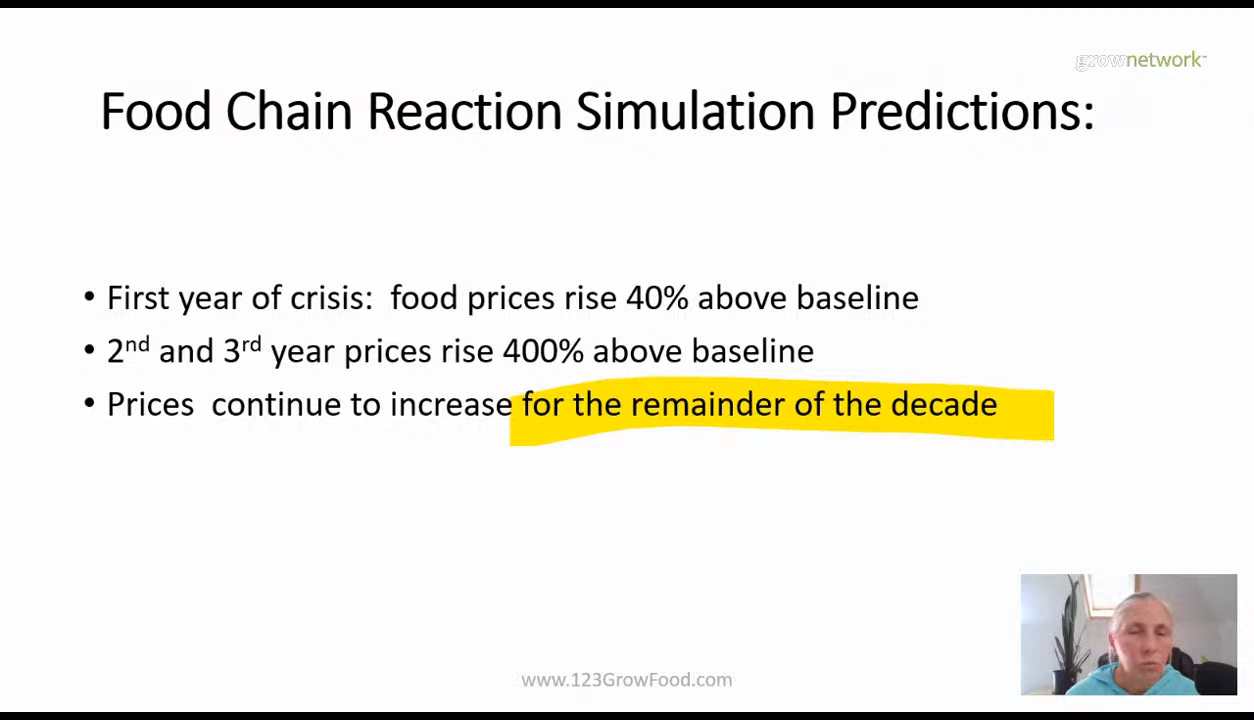 grownetwork™
Food Chain Reaction Simulation Predictions:
• First year of crisis:  food prices rise 40% above baseline
• 2nd and 3rd year prices rise 400% above baseline
• Prices  continue to increase for the remainder of the decade
www.123GrowFood.com